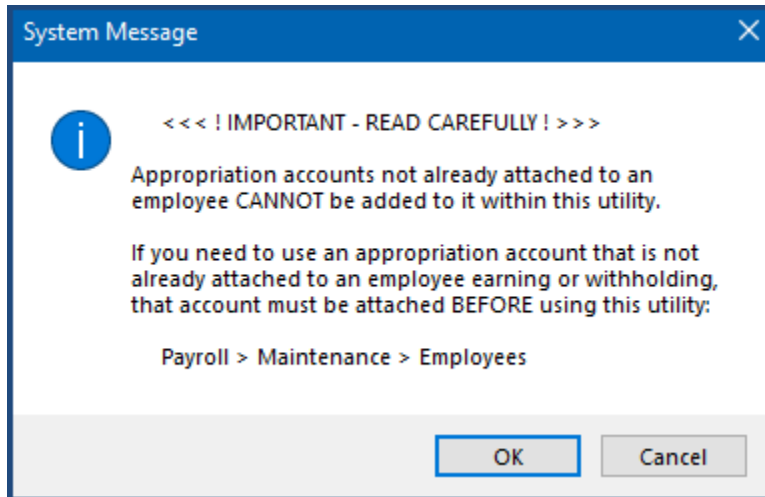 System Message
< < < ! IMPORTANT - READ CAREFULLY ! > > >
Appropriation accounts not already attached to an
employee CANNOT be added to it within this utility.
If you need to use an appropriation account that is not
already attached to an employee earning or withholding,
that account must be attached BEFORE using this utility:
Payroll > Maintenance > Employees
OK
Cancel